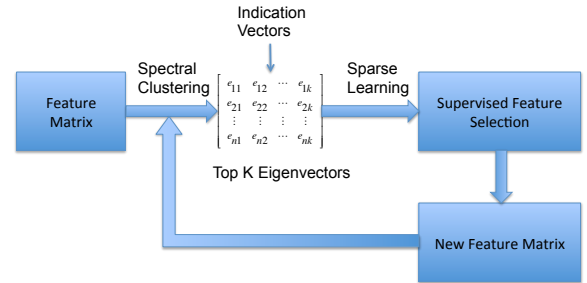 Indication
Vectors
Spectral
Clustering
Sparse
Learning
Feature
Matrix
e11 e12 ⋯ e1k
e21 e22 ⋯ e2k
⋮ ⋮ ⋮ ⋮
en1 en2 ⋯ enk
Supervised Feature
Selection
Top K Eigenvectors
New Feature Matrix